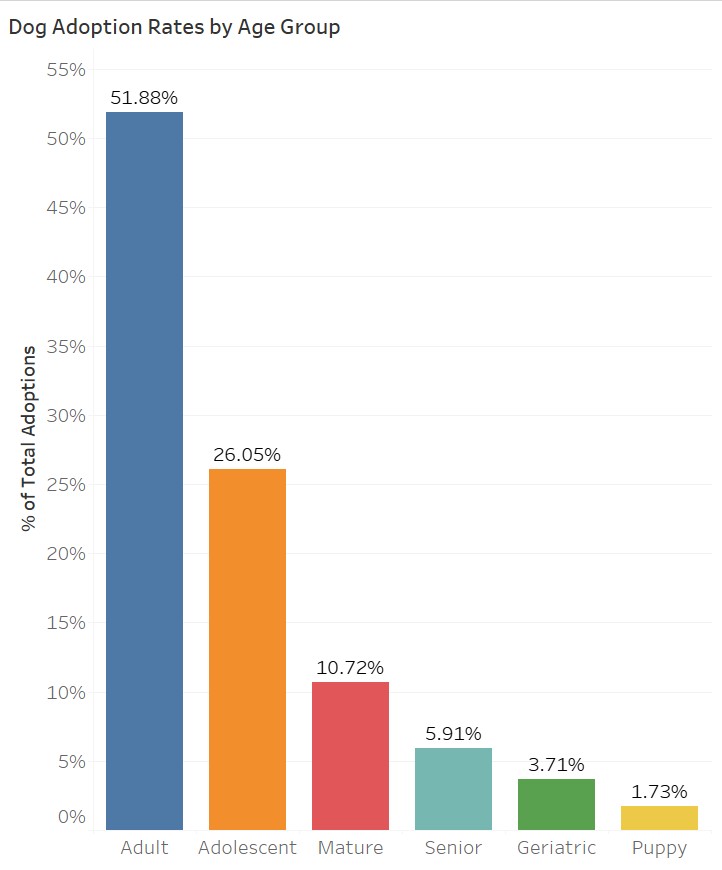 Dog Adoption Rates by Age Group
% of Total Adoptions
55%
50%
45%
40%
35%
30%
25%
20%
15%
10%
5%
0%
51.88%
26.05%
10.72%
5.91%
3.71%
1.73%
Adult
Adolescent
Mature
Senior
Geriatric
Puppy